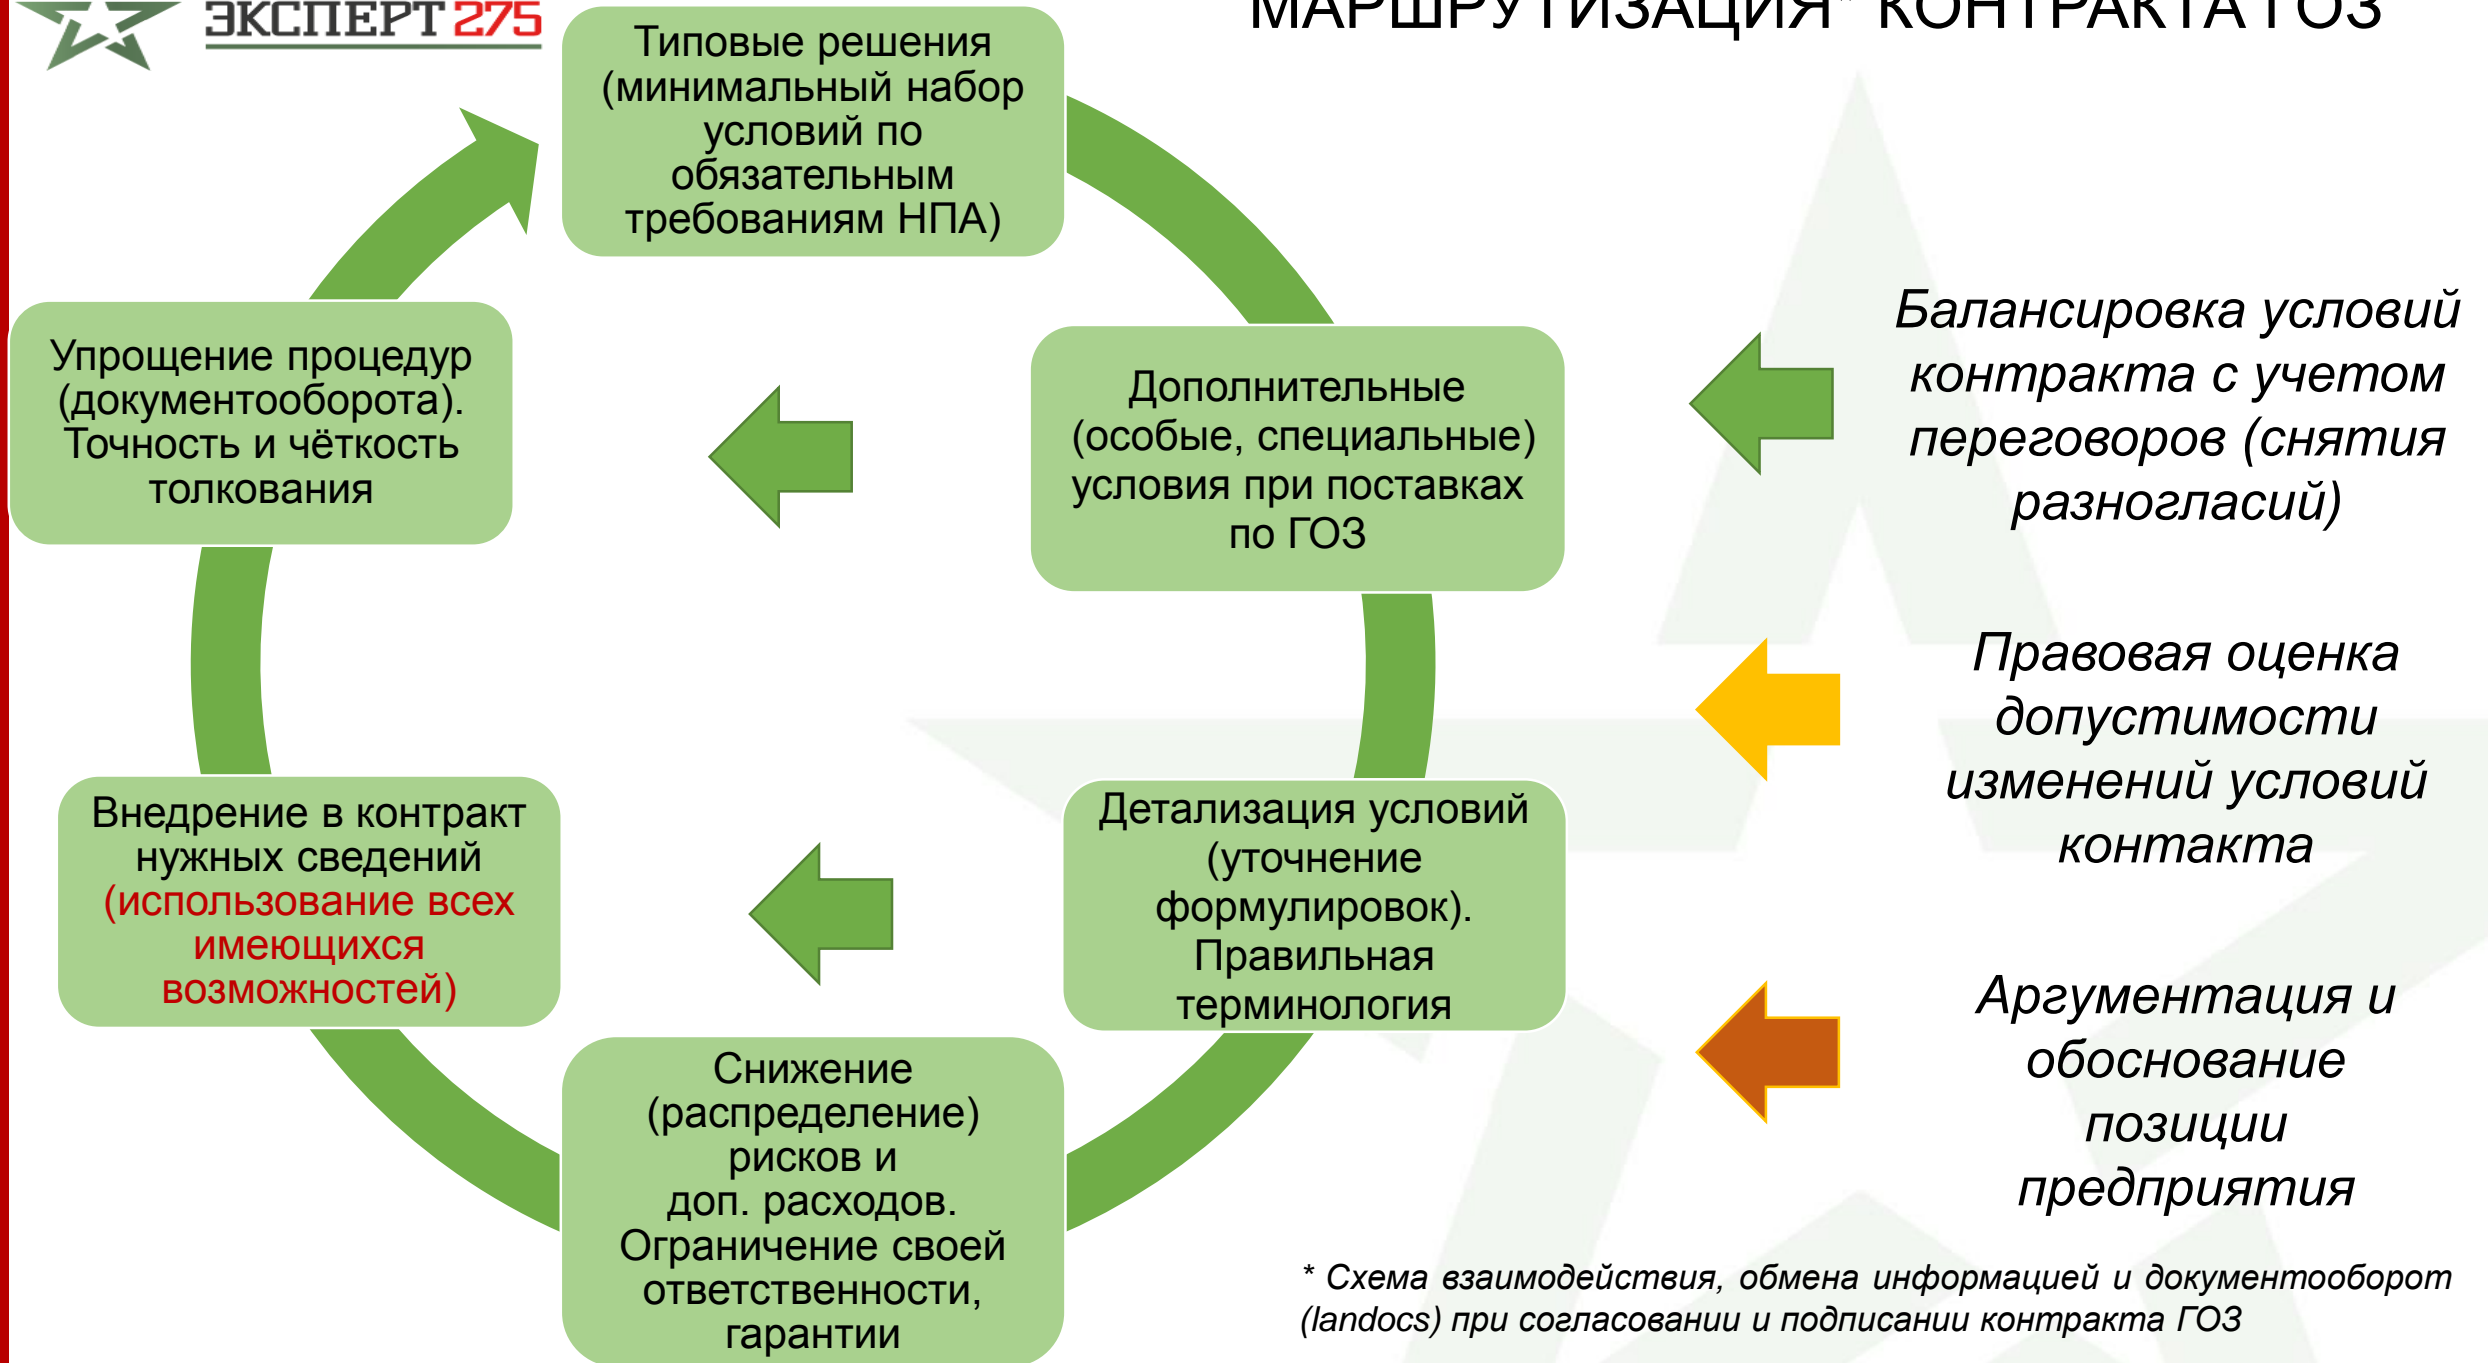 ЭКСПЕРТ 275
МАРШРУТИЗАЦИЯ* КОНТРАКТА ГОЗ
Типовые решения
(минимальный набор
условий по
обязательным
требованиям НПА)
Дополнительные
(особые, специальные)
условия при поставках
по ГОЗ
Детализация условий
(уточнение
формулировок).
Правильная
терминология
Снижение
(распределение)
рисков и
доп. расходов.
Ограничение своей
ответственности,
гарантии
Внедрение в контракт
нужных сведений
(использование всех
имеющихся
возможностей)
Упрощение процедур
(документооборота).
Точность и чёткость
толкования
Балансировка условий
контракта с учетом
переговоров (снятия
разногласий)
Правовая оценка
допустимости
изменений условий
контакта
Аргументация и
обоснование
позиции
предприятия
* Схема взаимодействия, обмена информацией и документооборот
(landocs) при согласовании и подписании контракта ГОЗ